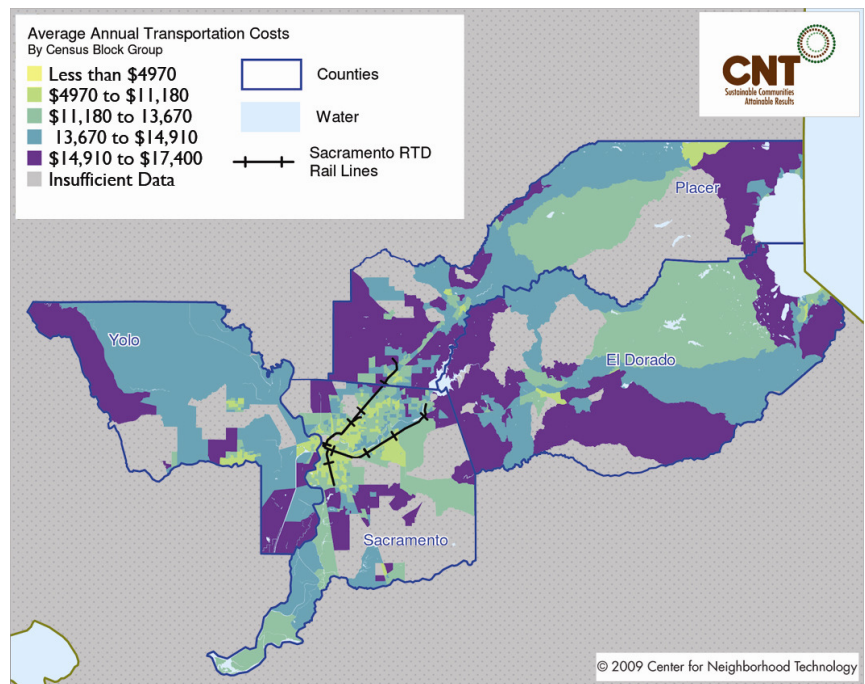 Average Annual Transportation Costs
By Census Block Group
Less than $4970
$4970 to $11,180
$11,180 to 13,670
13,670 to $14,910
$14,910 to $17,400
Insufficient Data
Counties
Water
Sacramento RTD
Rail Lines
CNT
Sustainable Communities
Attainable Results
Placer
Yolo
El Dorado
Sacramento
© 2009 Center for Neighborhood Technology